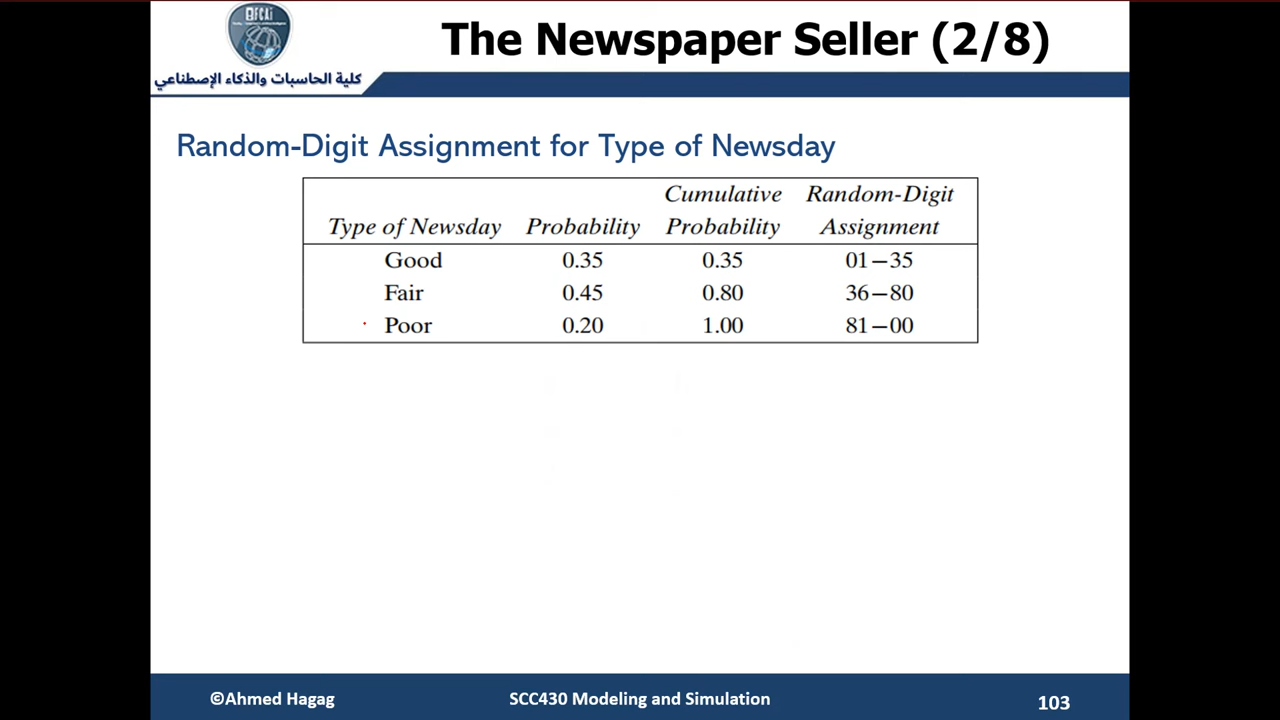 The Newspaper Seller (2/8)
كلية الحاسبات والذكاء الإصطناعي
Random-Digit Assignment for Type of Newsday
Cumulative Random-Digit
Type of Newsday Probability Probability Assignment
Good 0.35 0.35 01–35
Fair 0.45 0.80 36–80
Poor 0.20 1.00 81–00
©Ahmed Hagag SCC430 Modeling and Simulation 103